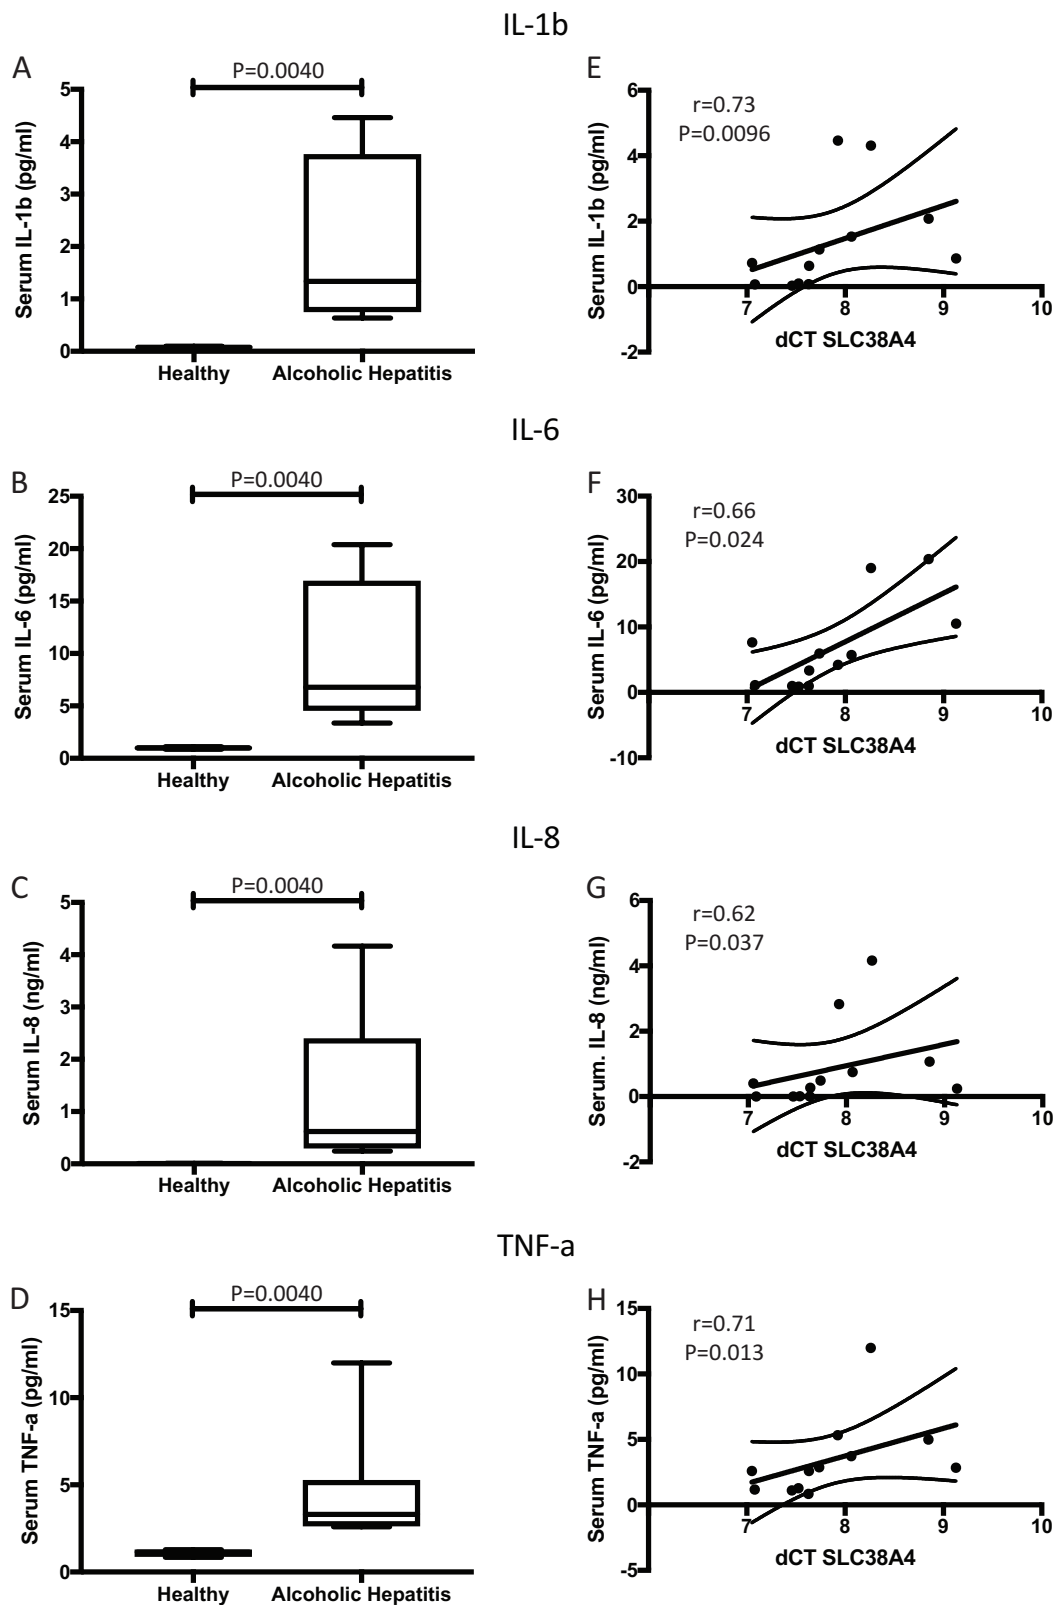 IL-1b
A
P=0.0040
Serum IL-1b (pg/ml)
5
4
3
2
1
0
Healthy
Alcoholic Hepatitis
E
r=0.73
P=0.0096
Serum IL-1b (pg/ml)
6
4
2
0
-2
7
8
9
10
dCT SLC38A4
IL-6
B
P=0.0040
Serum IL-6 (pg/ml)
25
20
15
10
5
0
Healthy
Alcoholic Hepatitis
F
r=0.66
P=0.024
Serum IL-6 (pg/ml)
30
20
10
0
-10
7
8
9
10
dCT SLC38A4
IL-8
C
P=0.0040
Serum IL-8 (ng/ml)
5
4
3
2
1
0
Healthy
Alcoholic Hepatitis
G
r=0.62
P=0.037
Serum. IL-8 (ng/ml)
6
4
2
0
-2
7
8
9
10
dCT SLC38A4
TNF-a
D
P=0.0040
Serum TNF-a (pg/ml)
15
10
5
0
Healthy
Alcoholic Hepatitis
H
r=0.71
P=0.013
Serum TNF-a (pg/ml)
15
10
5
0
-5
7
8
9
10
dCT SLC38A4